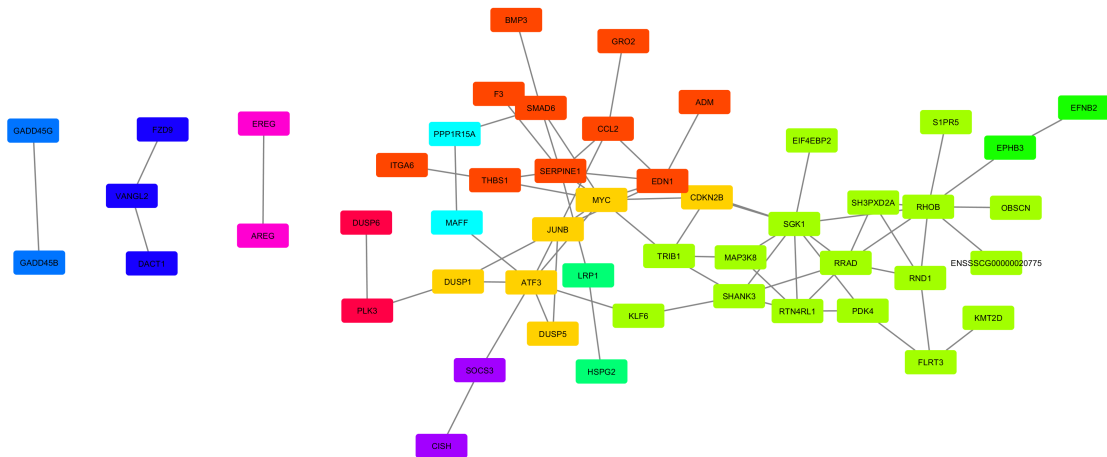 BMP3
GRO2
F3
SMAD6
ADM
EFNB2
GADD45G
FZD9
EREG
PPP1R15A
CCL2
EIF4EBP2
S1PR5
EPHB3
ITGA6
THBS1
SERPINE1
EDN1
VANGL2
MYC
CDKN2B
SH3PXD2A
RHOB
OBSCN
DUSP6
MAFF
JUNB
SGK1
AREG
GADD45B
DACT1
TRIB1
MAP3K8
RRAD
ENSSSCG00000020775
DUSP1
ATF3
LRP1
RND1
PLK3
KLF6
SHANK3
RTN4RL1
PDK4
KMT2D
DUSP5
SOCS3
HSPG2
FLRT3
CISH